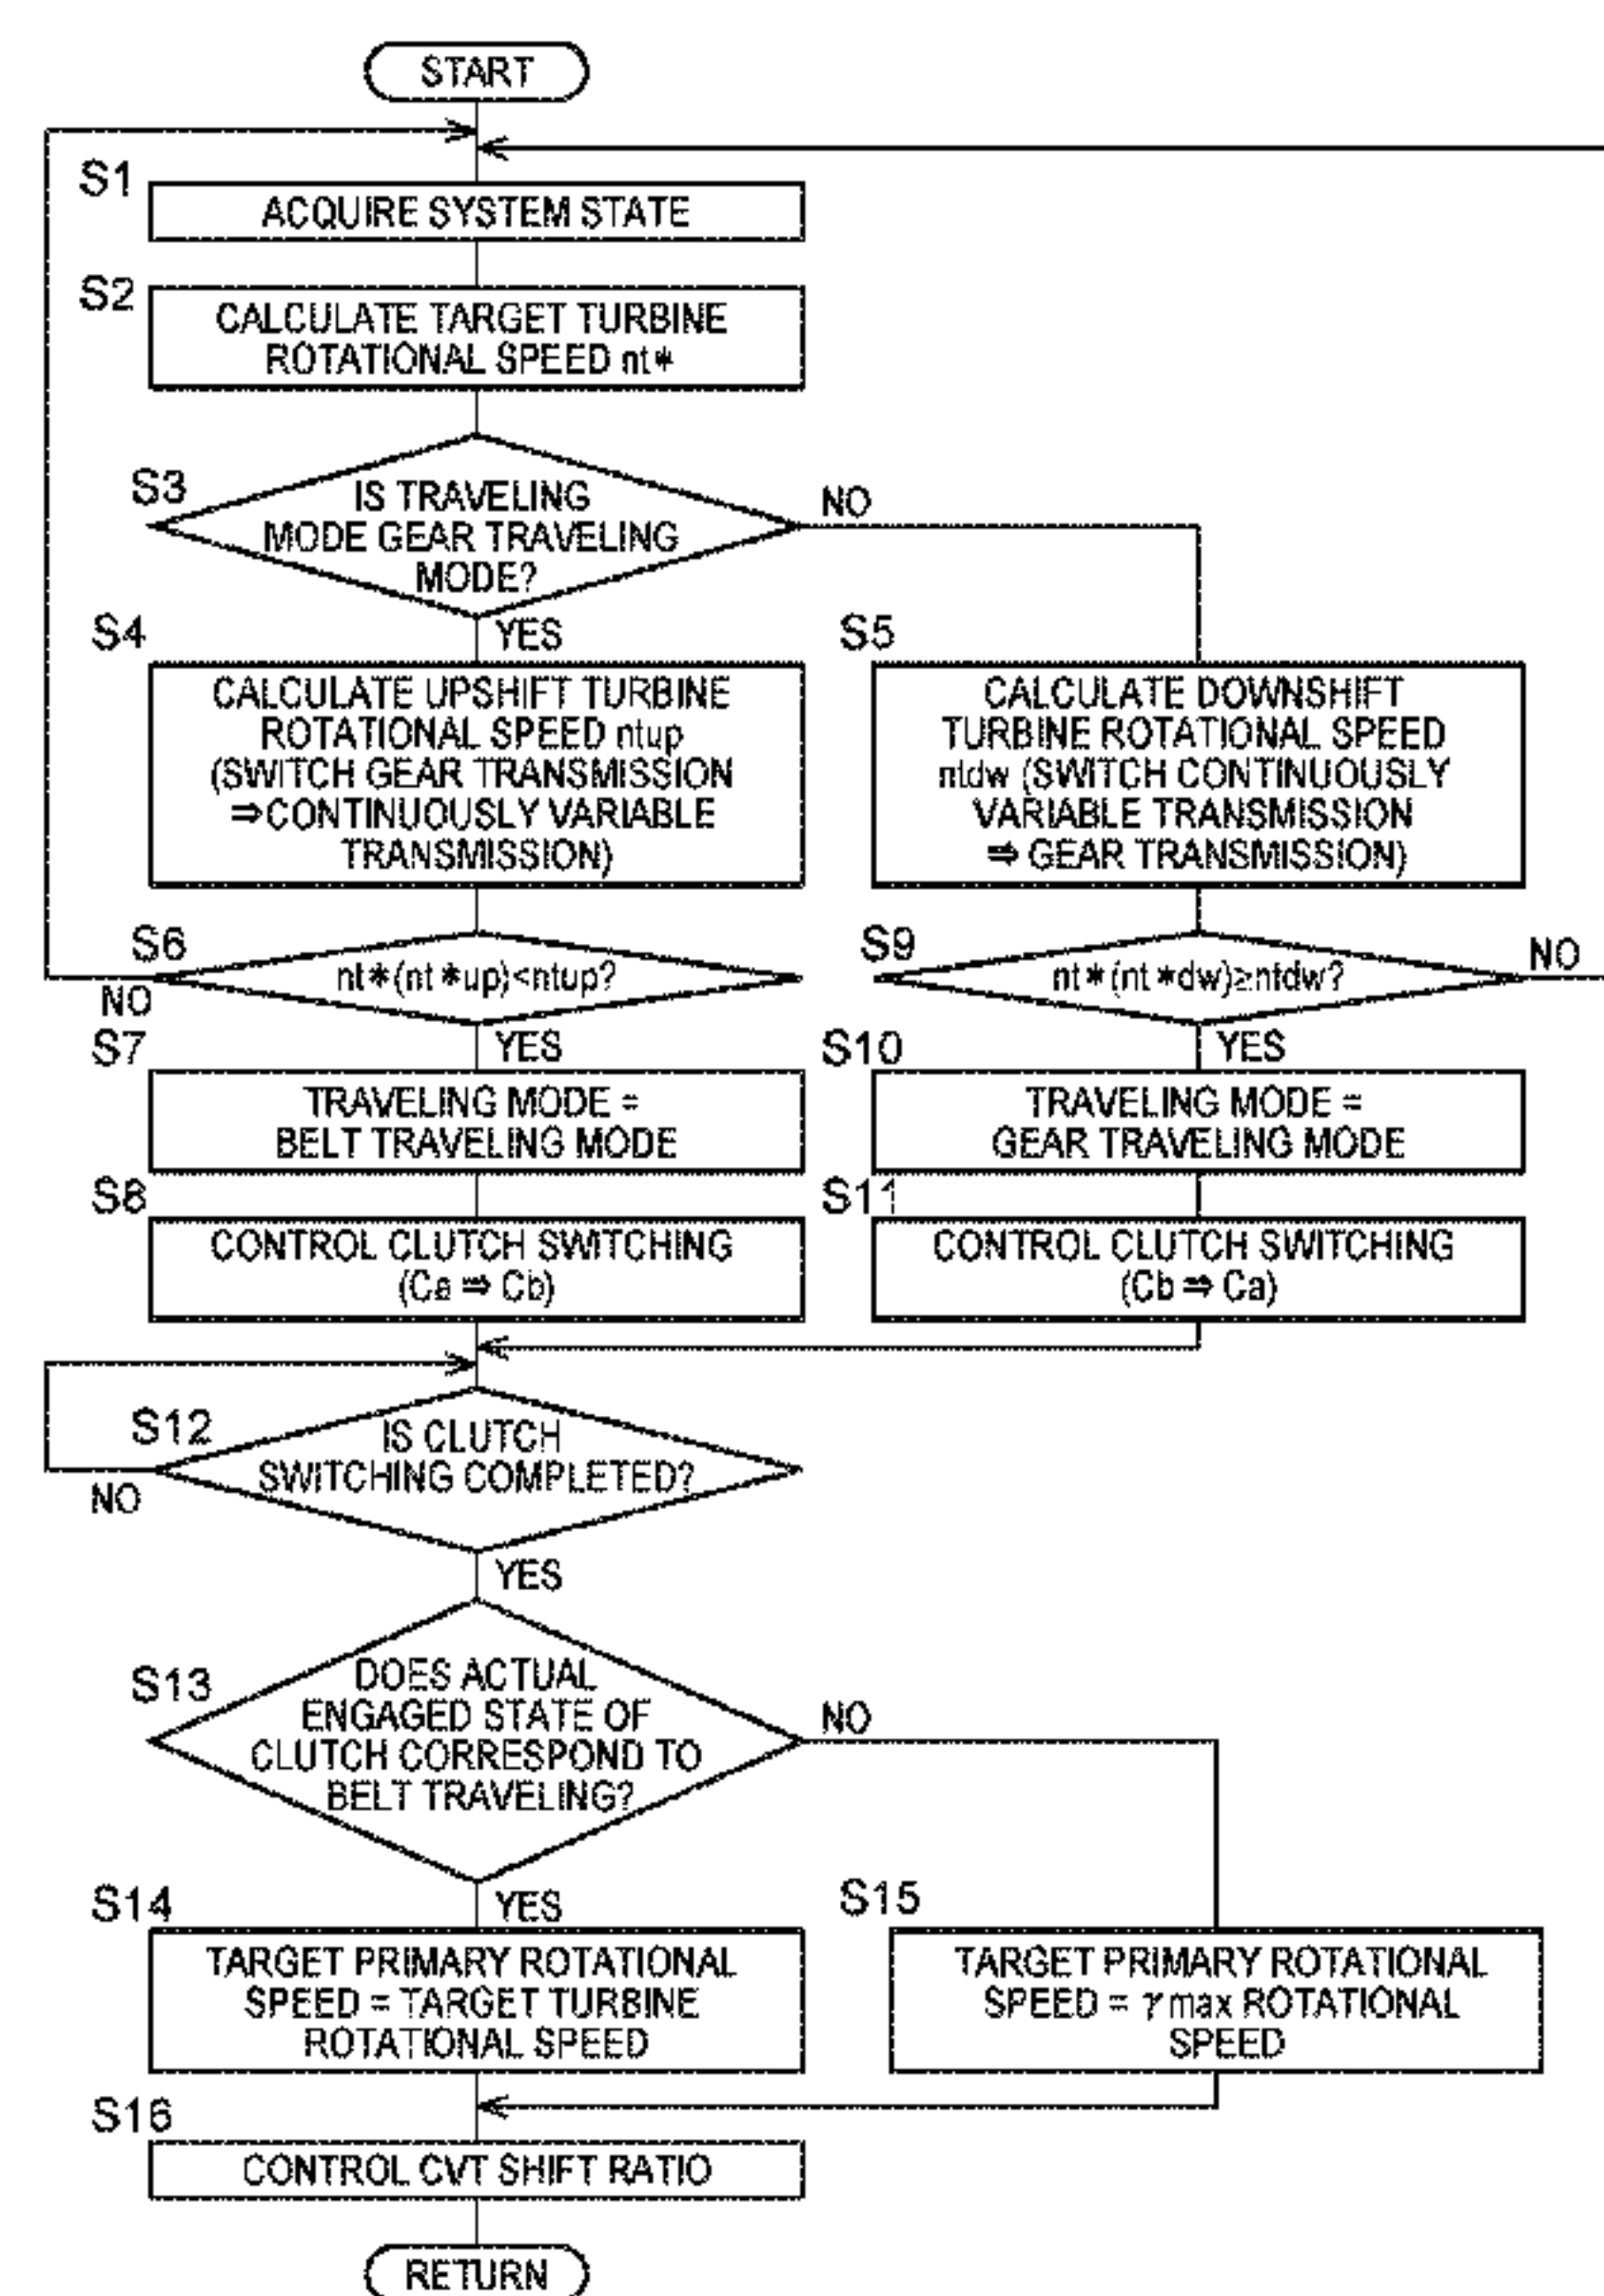 START
S1
ACQUIRE SYSTEM STATE
S2
CALCULATE TARGET TURBINE
ROTATIONAL SPEED nt*
S3
IS TRAVELING
MODE GEAR TRAVELING
MODE?
NO
YES
S4
CALCULATE UPSHIFT TURBINE
ROTATIONAL SPEED ntup
(SWITCH GEAR TRANSMISSION
⇒CONTINUOUSLY VARIABLE
TRANSMISSION)
S5
CALCULATE DOWNSHIFT
TURBINE ROTATIONAL SPEED
ntdw (SWITCH CONTINUOUSLY
VARIABLE TRANSMISSION
⇒ GEAR TRANSMISSION)
S6
nt*(nt*up)<ntup?
NO
YES
S9
nt*(nt*dw)≥ntdw?
NO
YES
S7
TRAVELING MODE =
BELT TRAVELING MODE
S10
TRAVELING MODE =
GEAR TRAVELING MODE
S8
CONTROL CLUTCH SWITCHING
(Ca ⇒ Cb)
S11
CONTROL CLUTCH SWITCHING
(Cb ⇒ Ca)
S12
IS CLUTCH
SWITCHING COMPLETED?
NO
YES
S13
DOES ACTUAL
ENGAGED STATE OF
CLUTCH CORRESPOND TO
BELT TRAVELING?
NO
YES
S14
TARGET PRIMARY ROTATIONAL
SPEED = TARGET TURBINE
ROTATIONAL SPEED
S15
TARGET PRIMARY ROTATIONAL
SPEED = γmax ROTATIONAL
SPEED
S16
CONTROL CVT SHIFT RATIO
RETURN